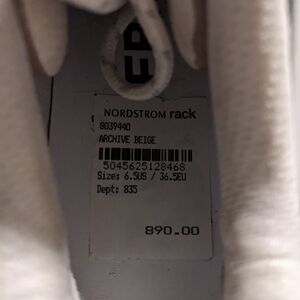 NORDSTROM rack
8039440
ARCHIVE BEIGE
5045625128468
Size: 6.5US / 36.5EU
Dept: 835
890.00